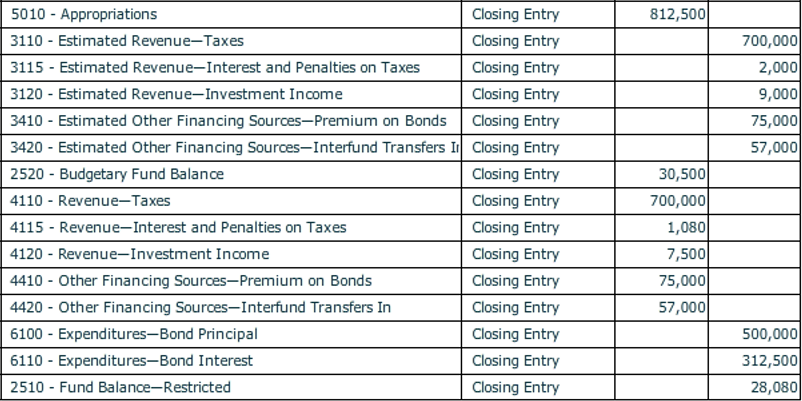 5010 - Appropriations Closing Entry 812,500
3110 - Estimated Revenue—Taxes Closing Entry 700,000
3115 - Estimated Revenue—Interest and Penalties on Taxes Closing Entry 2,000
3120 - Estimated Revenue—Investment Income Closing Entry 9,000
3410 - Estimated Other Financing Sources—Premium on Bonds Closing Entry 75,000
3420 - Estimated Other Financing Sources—Interfund Transfers Closing Entry 57,000
2520 - Budgetary Fund Balance Closing Entry 30,500
4110 - Revenue—Taxes Closing Entry 700,000
4115 - Revenue—Interest and Penalties on Taxes Closing Entry 1,080
4120 - Revenue—Investment Income Closing Entry 7,500
4410 - Other Financing Sources—Premium on Bonds Closing Entry 75,000
4420 - Other Financing Sources—Interfund Transfers In Closing Entry 57,000
6100 - Expenditures—Bond Principal Closing Entry 500,000
6110 - Expenditures—Bond Interest Closing Entry 312,500
2510 - Fund Balance—Restricted Closing Entry 28,080